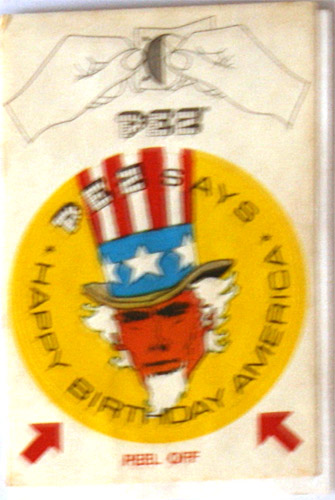 PEZ
PEZ SAYS
HAPPY BIRTHDAY AMERICA
PEEL OFF